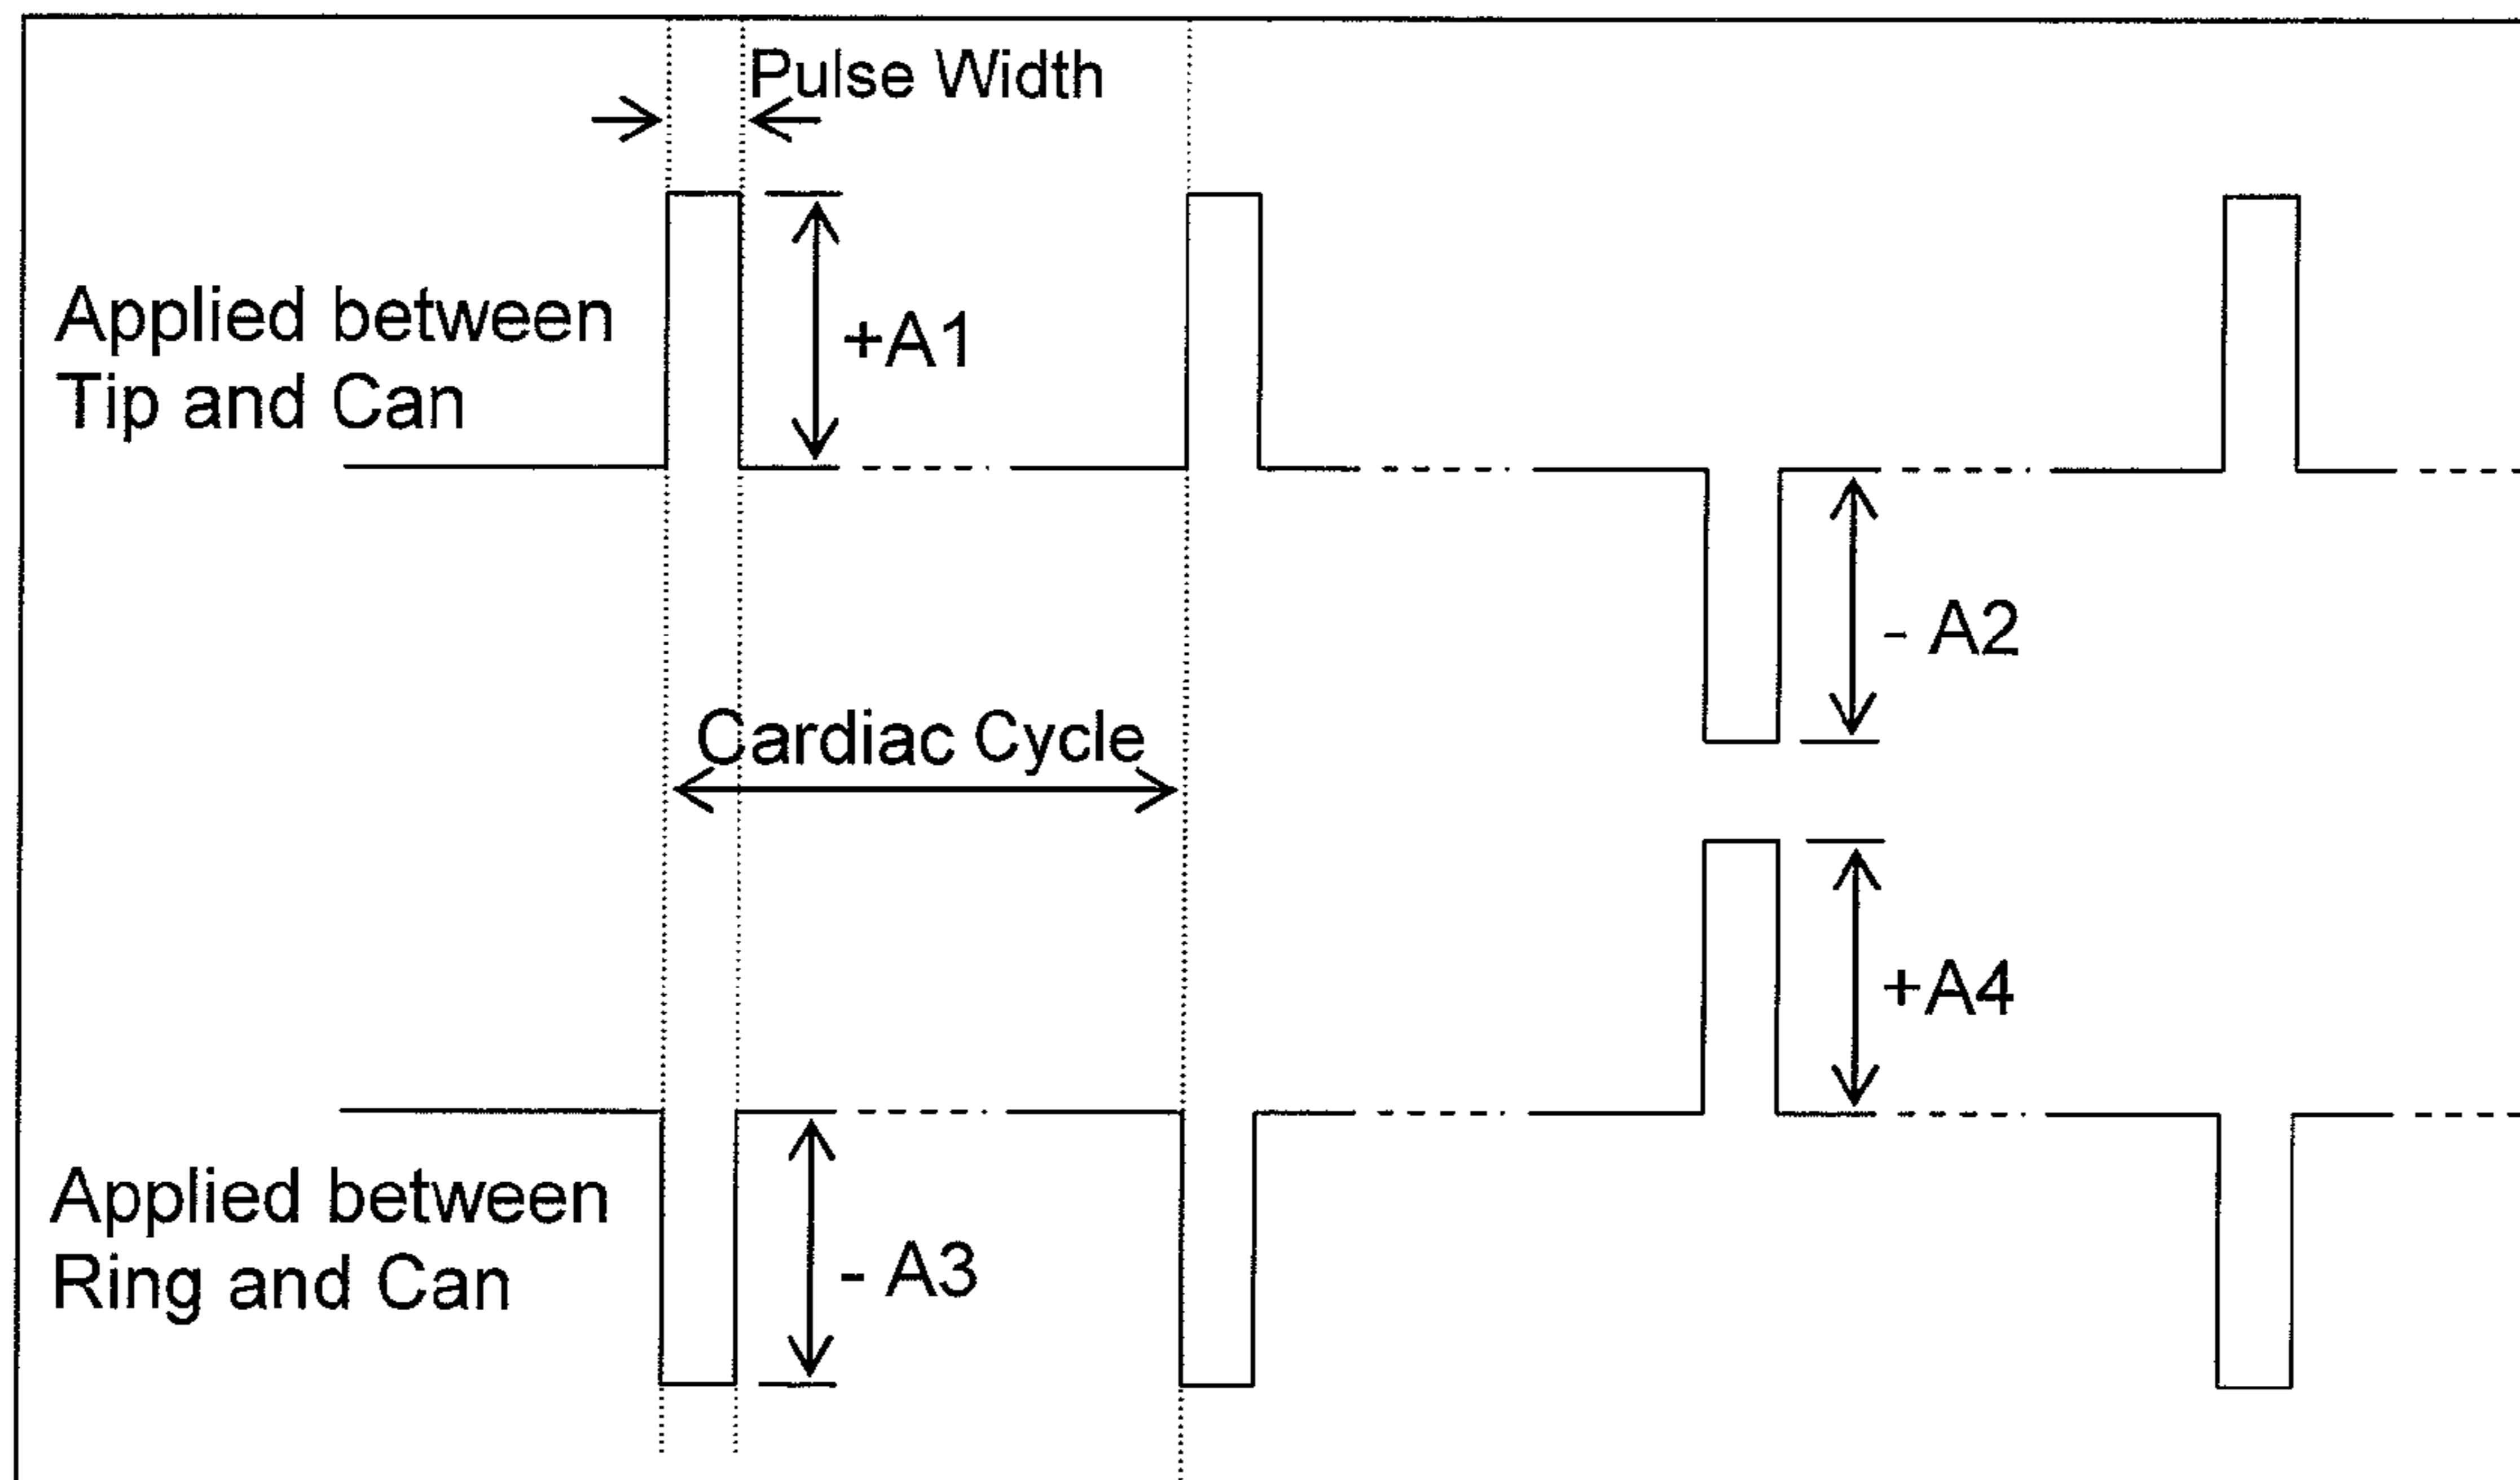 Pulse Width
Applied between
Tip and Can
+A1
- A2
Cardiac Cycle
+A4
Applied between
Ring and Can
- A3